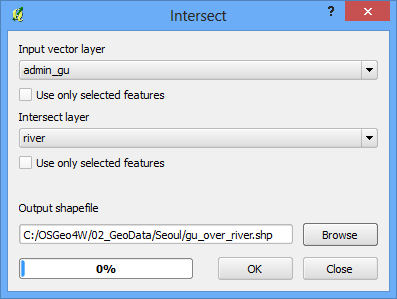 Intersect
?
Input vector layer
admin_gu
Use only selected features
Intersect layer
river
Use only selected features
Output shapefile
C:/OSGeo4W/02_GeoData/Seoul/gu_over_river.shp Browse
0% OK Close